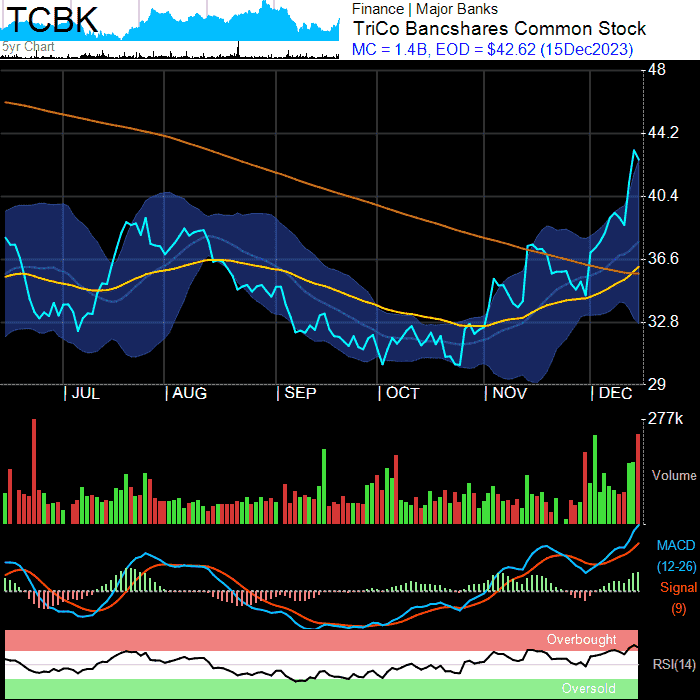 TCBK
5yr Chart
Finance | Major Banks
TriCo Bancshares Common Stock
MC = 1.4B, EOD = $42.62 (15Dec2023)
48
44.2
40.4
36.6
32.8
29
| JUL | AUG | SEP | OCT | NOV | DEC
277k
Volume
MACD
(12-26)
Signal
(9)
Overbought
RSI(14)
Oversold